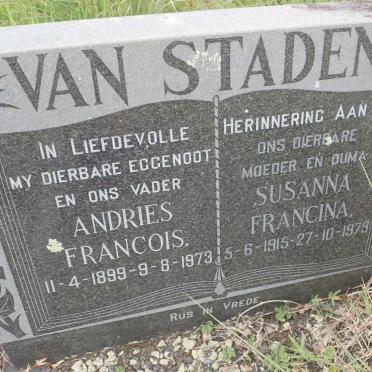 VAN STADEN
IN LIEFDEVOLLE
MY DIERBARE EGGENOOT
EN ONS VADER
ANDRIES
FRANCOIS.
11-4-1899-9-8-1973
HERINNERING AAN
ONS DIERBARE
MOEDER EN OUMA
SUSANNA
FRANCINA.
5-6-1915-27-10-1979
RUS IN VREDE